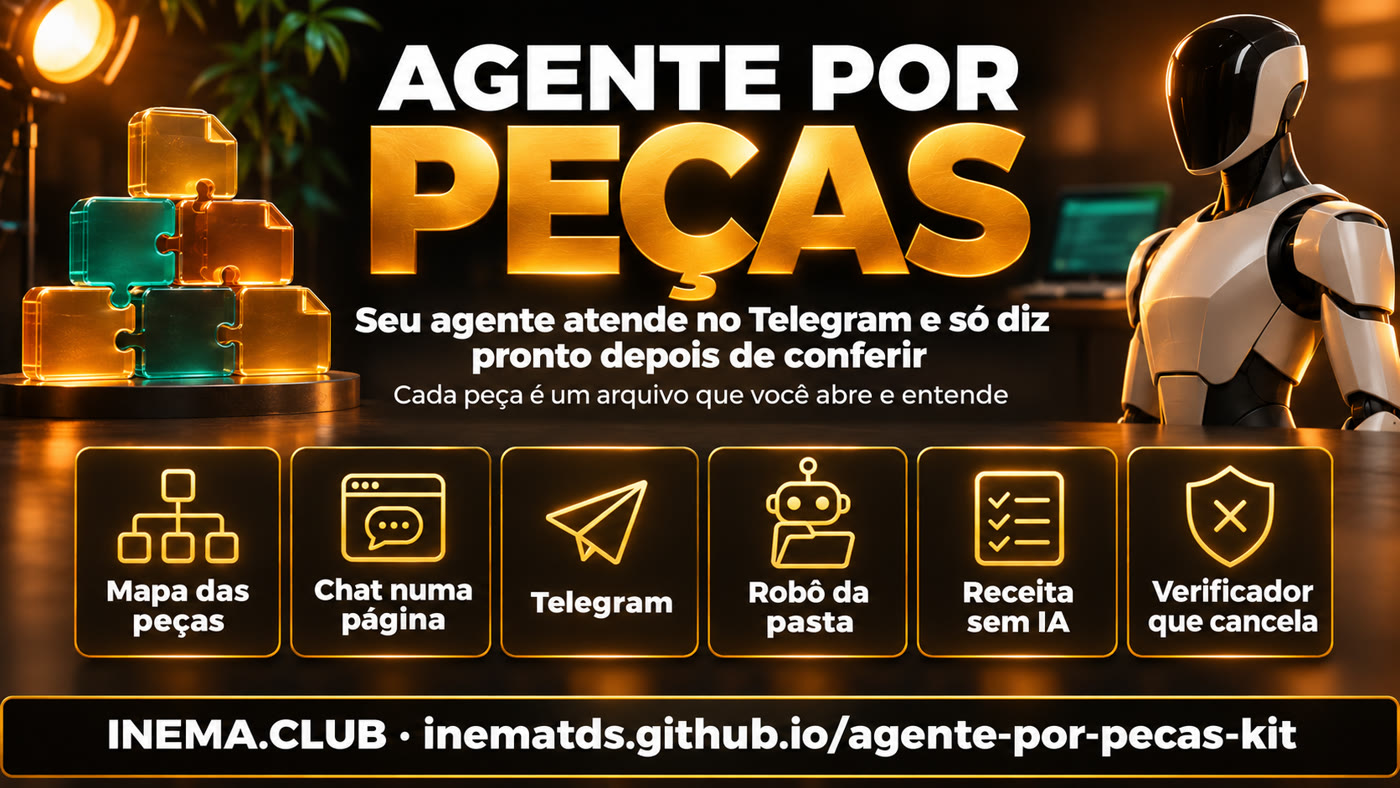 AGENTE POR
PEÇAS
Seu agente atende no Telegram e só diz
pronto depois de conferir
Cada peça é um arquivo que você abre e entende
Mapa das
peças
Chat numa
página
Telegram
Robô da
pasta
Receita
sem IA
Verificador
que cancela
INEMA.CLUB · inematds.github.io/agente-por-pecas-kit